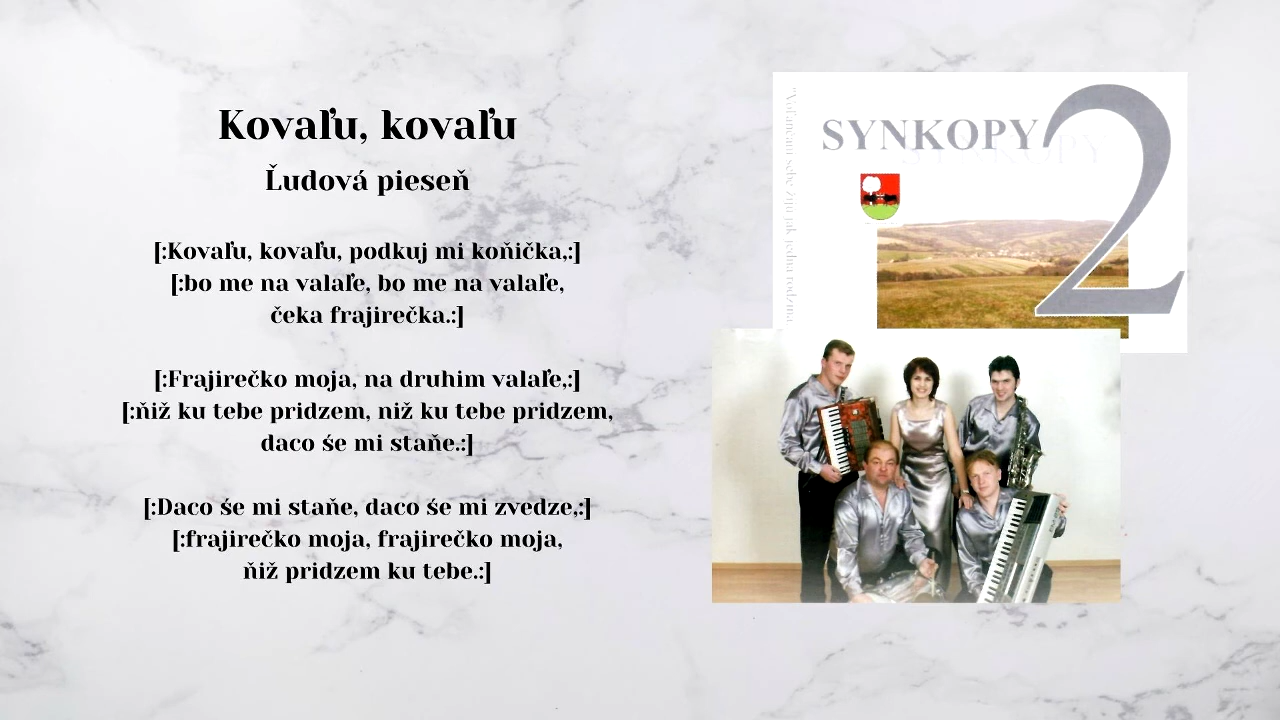 Kovaľu, kovaľu
Ľudová pieseň
[:Kovaľu, kovaľu, podkuj mi
[:bo me na valaľe, bo me na valaľe,
čeka frajirečka.:]
[:Frajirečko moja, na druhim valaľe,:]
[:ňiž ku tebe pridzem, niž ku tebe pridzem,
daco śe mi staňe.:]
[:Daco śe mi staňe, daco śe mi zvedze,:]
[:frajirečko moja, frajirečko moja,
ňiž pridzem ku tebe.:]
SYNKOPY 2